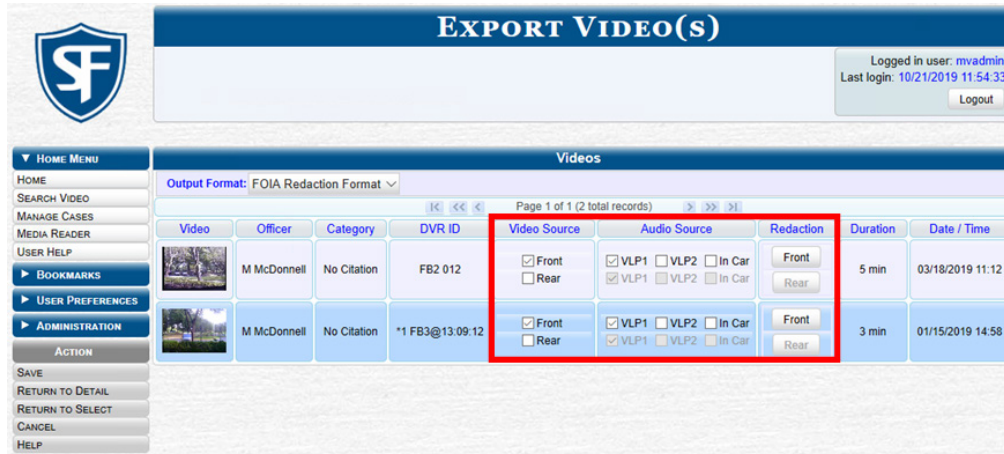 EXPORT VIDEO(S)
SF
Logged in user: mvadmin
Last login: 10/21/2019 11:54:33
Logout
▼ HOME MENU
HOME
SEARCH VIDEO
MANAGE CASES
MEDIA READER
USER HELP
► BOOKMARKS
► USER PREFERENCES
► ADMINISTRATION
ACTION
SAVE
RETURN TO DETAIL
RETURN TO SELECT
CANCEL
HELP
Videos
Output Format: FOIA Redaction Format
Page 1 of 1 (2 total records)
Video Officer Category DVR ID Video Source Audio Source Redaction Duration Date / Time
M McDonnell No Citation FB2 012 Front VLP1 VLP2 In Car Front 5 min 03/18/2019 11:12
Rear VLP1 VLP2 In Car Rear
M McDonnell No Citation *1 FB3@13:09:12 Front VLP1 VLP2 In Car Front 3 min 01/15/2019 14:58
Rear VLP1 VLP2 In Car Rear